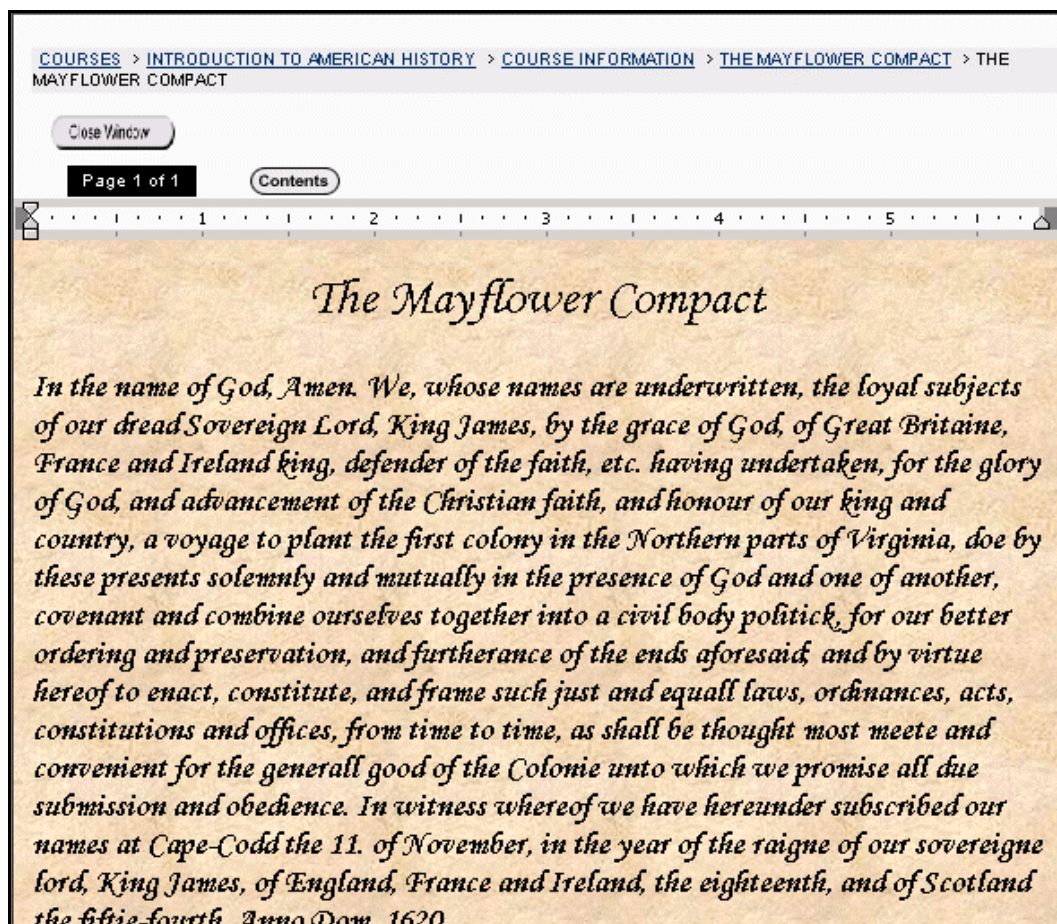 COURSES > INTRODUCTION TO AMERICAN HISTORY > COURSE INFORMATION > THE MAYFLOWER COMPACT > THE
MAYFLOWER COMPACT
Close Window
Page 1 of 1 Contents
1 2 3 4 5
The Mayflower Compact
In the name of God, Amen. We, whose names are underwritten, the loyal subjects
of our dread Sovereign Lord, King James, by the grace of God, of Great Britaine,
France and Ireland king, defender of the faith, etc. having undertaken, for the glory
of God, and advancement of the Christian faith, and honour of our king and
country, a voyage to plant the first colony in the Northern parts of Virginia, doe by
these presents solemnly and mutually in the presence of God and one of another,
covenant and combine ourselves together into a civil body politick, for our better
ordering and preservation, and furtherance of the ends aforesaid; and by virtue
hereof to enact, constitute, and frame such just and equall laws, ordinances, acts,
constitutions and offices, from time to time, as shall be thought most meete and
convenient for the generall good of the Colonie unto which we promise all due
submission and obedience. In witness whereof we have hereunder subscribed our
names at Cape-Codd the 11. of November, in the year of the raigne of our sovereigne
lord, King James, of England, France and Ireland, the eighteenth, and of Scotland
the fiftie-fourth. Anno Dom. 1620